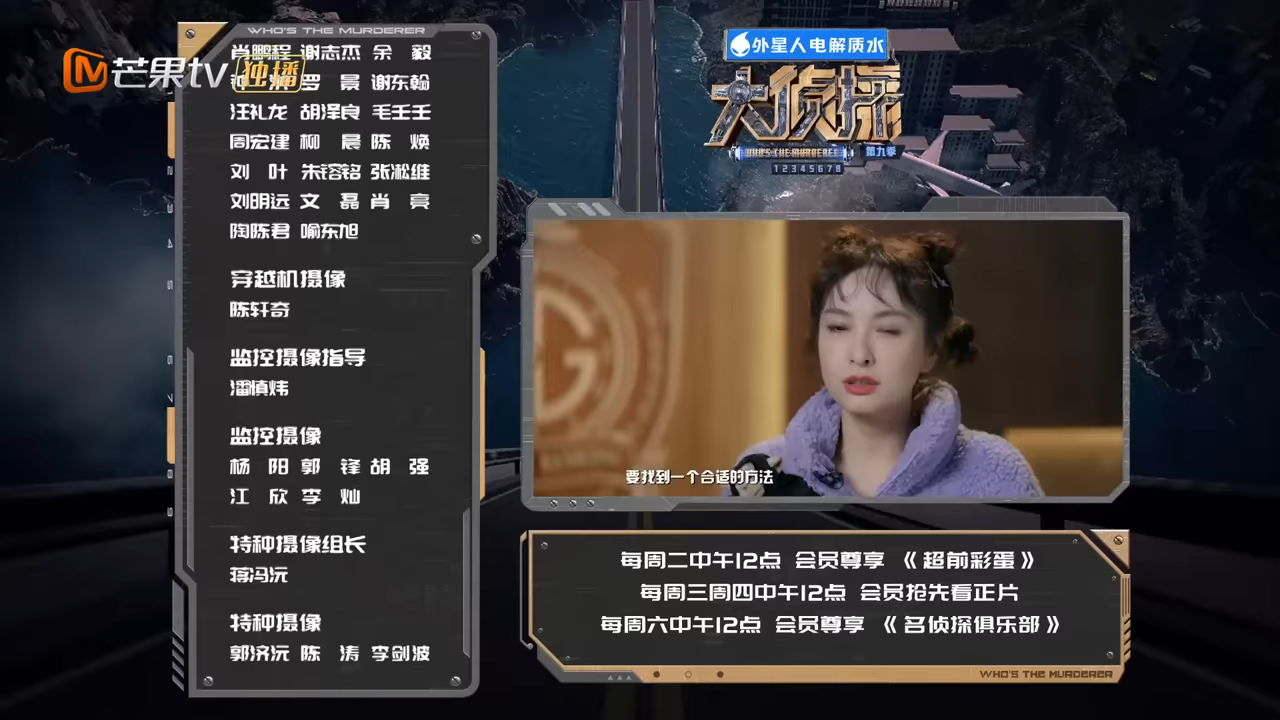 WHO'S THE MURDERER
芒果tv 独播
肖鹏程 谢志杰 余 毅
罗 景 谢东翰
汪礼龙 胡泽良 毛壬壬
周宏建 柳 晨 陈 焕
刘 叶 朱镕铭 张淞维
刘明远 文 磊 肖 亮
陶陈君 喻东旭
穿越机摄像
陈轩奇
监控摄像指导
潘慎炜
监控摄像
杨 阳 郭 锋 胡 强
江 欣 李 灿
特种摄像组长
蒋冯沅
特种摄像
郭济沅 陈 涛 李剑波
外星人电解质水
大侦探
WHO'S THE MURDERER 第九季
1 2 3 4 5 6 7 8
要找到一个合适的方法
每周二中午12点 会员尊享 《超前彩蛋》
每周三周四中午12点 会员抢先看正片
每周六中午12点 会员尊享 《名侦探俱乐部》
WHO'S THE MURDERER